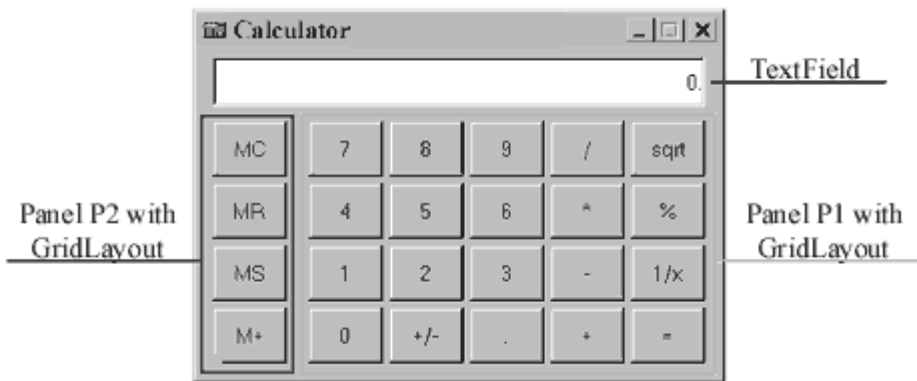 Calculator
0.
TextField
MC 7 8 9 / sqrt
MR 4 5 6 * %
Panel P2 with
GridLayout
Panel P1 with
GridLayout
MS 1 2 3 - 1/x
M+ 0 +/- . + =